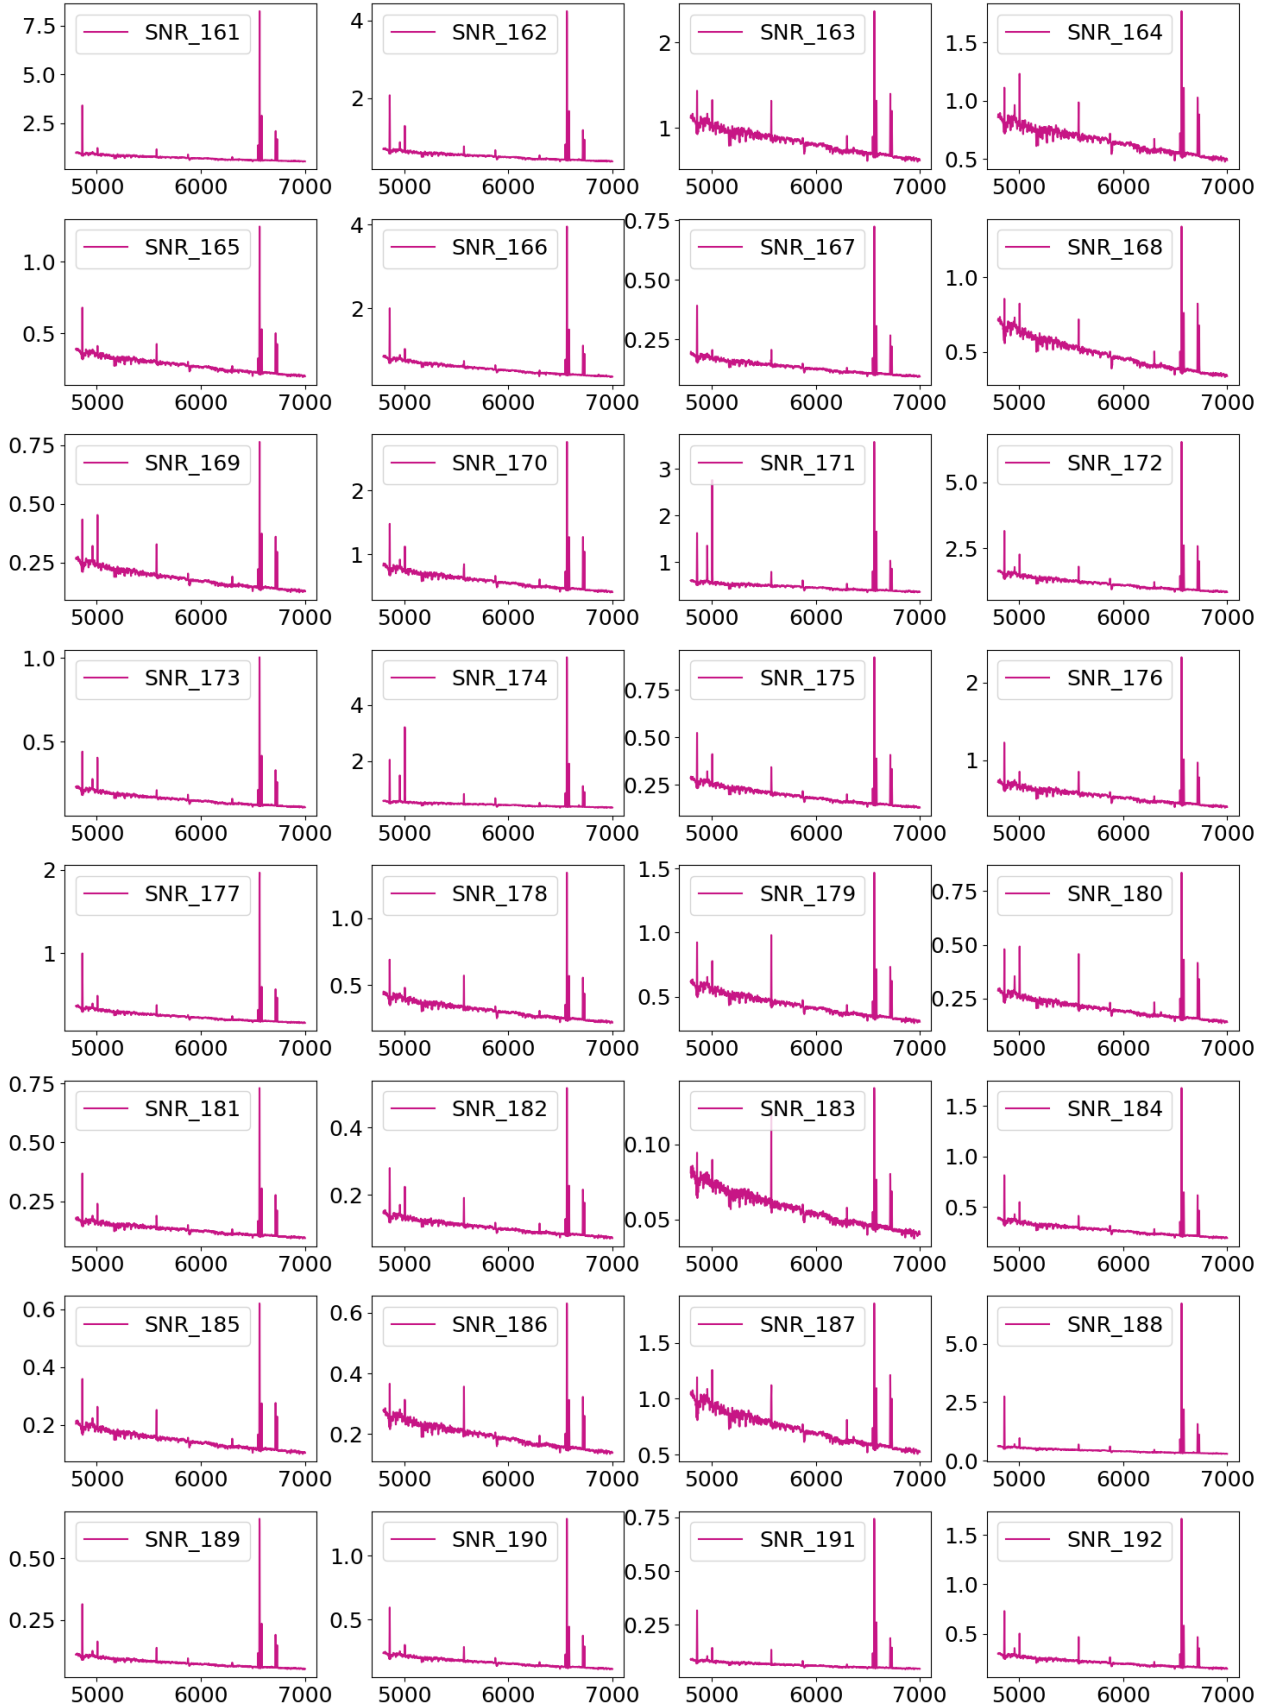 7.5 SNR_161 4 SNR_162 2 SNR_163 1.5 SNR_164
5.0 2 1 1.0
2.5 0.5
5000 6000 7000 5000 6000 7000 5000 6000 7000 5000 6000 7000
1.0 SNR_165 4 SNR_166 0.75 SNR_167 SNR_168
0.5 2 0.50 1.0
0.25 0.5
5000 6000 7000 5000 6000 7000 5000 6000 7000 5000 6000 7000
0.75 SNR_169 SNR_170 3 SNR_171 SNR_172
0.50 2 2 5.0
0.25 1 1 2.5
5000 6000 7000 5000 6000 7000 5000 6000 7000 5000 6000 7000
1.0 SNR_173 SNR_174 0.75 SNR_175 SNR_176
0.5 4 0.50 2
2 0.25 1
5000 6000 7000 5000 6000 7000 5000 6000 7000 5000 6000 7000
2 SNR_177 SNR_178 1.5 SNR_179 0.75 SNR_180
1 1.0 1.0 0.50
0.5 0.5 0.25
5000 6000 7000 5000 6000 7000 5000 6000 7000 5000 6000 7000
0.75 SNR_181 SNR_182 SNR_183 1.5 SNR_184
0.50 0.4 0.10 1.0
0.25 0.2 0.05 0.5
5000 6000 7000 5000 6000 7000 5000 6000 7000 5000 6000 7000
0.6 SNR_185 0.6 SNR_186 1.5 SNR_187 SNR_188
0.4 0.4 1.0 5.0
0.2 0.2 0.5 2.5
0.0
5000 6000 7000 5000 6000 7000 5000 6000 7000 5000 6000 7000
SNR_189 SNR_190 0.75 SNR_191 1.5 SNR_192
0.50 1.0 0.50 1.0
0.25 0.5 0.25 0.5
5000 6000 7000 5000 6000 7000 5000 6000 7000 5000 6000 7000